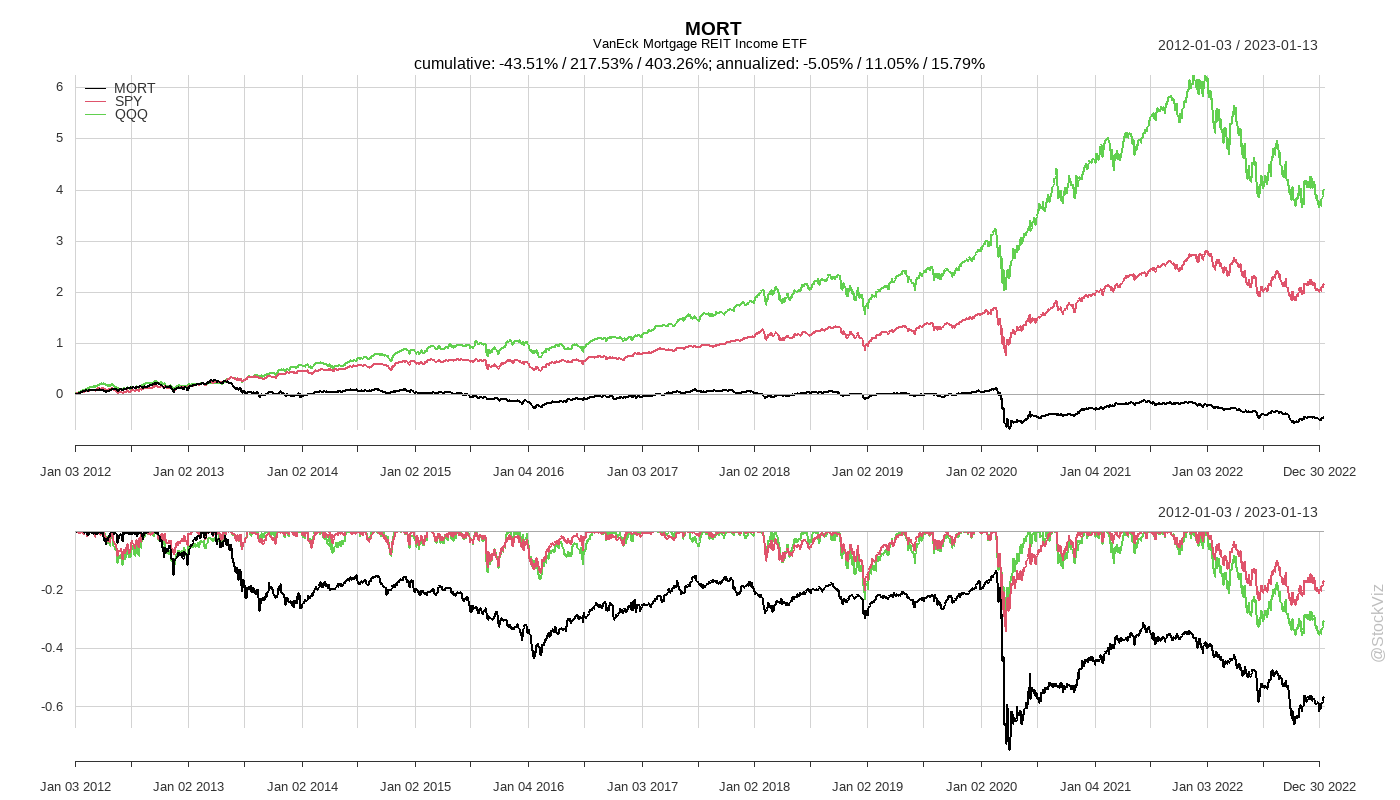 MORT
VanEck Mortgage REIT Income ETF
2012-01-03 / 2023-01-13
cumulative: -43.51% / 217.53% / 403.26%; annualized: -5.05% / 11.05% / 15.79%
MORT
SPY
QQQ
6
5
4
3
2
1
0
Jan 03 2012 Jan 02 2013 Jan 02 2014 Jan 02 2015 Jan 04 2016 Jan 03 2017 Jan 02 2018 Jan 02 2019 Jan 02 2020 Jan 04 2021 Jan 03 2022 Dec 30 2022
2012-01-03 / 2023-01-13
-0.2
-0.4
-0.6
Jan 03 2012 Jan 02 2013 Jan 02 2014 Jan 02 2015 Jan 04 2016 Jan 03 2017 Jan 02 2018 Jan 02 2019 Jan 02 2020 Jan 04 2021 Jan 03 2022 Dec 30 2022
@StockViz